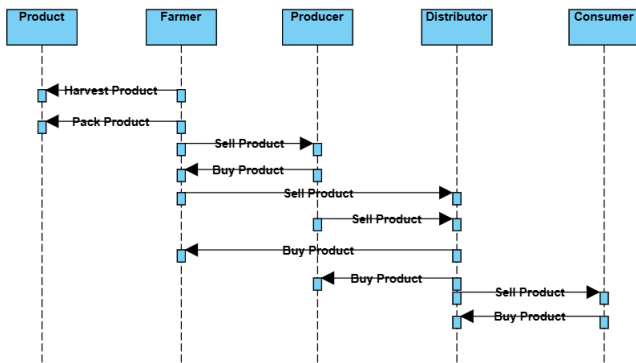 Product Farmer Producer Distributor Consumer
Harvest Product
Pack Product
Sell Product
Buy Product
Sell Product
Sell Product
Buy Product
Buy Product
Sell Product
Buy Product